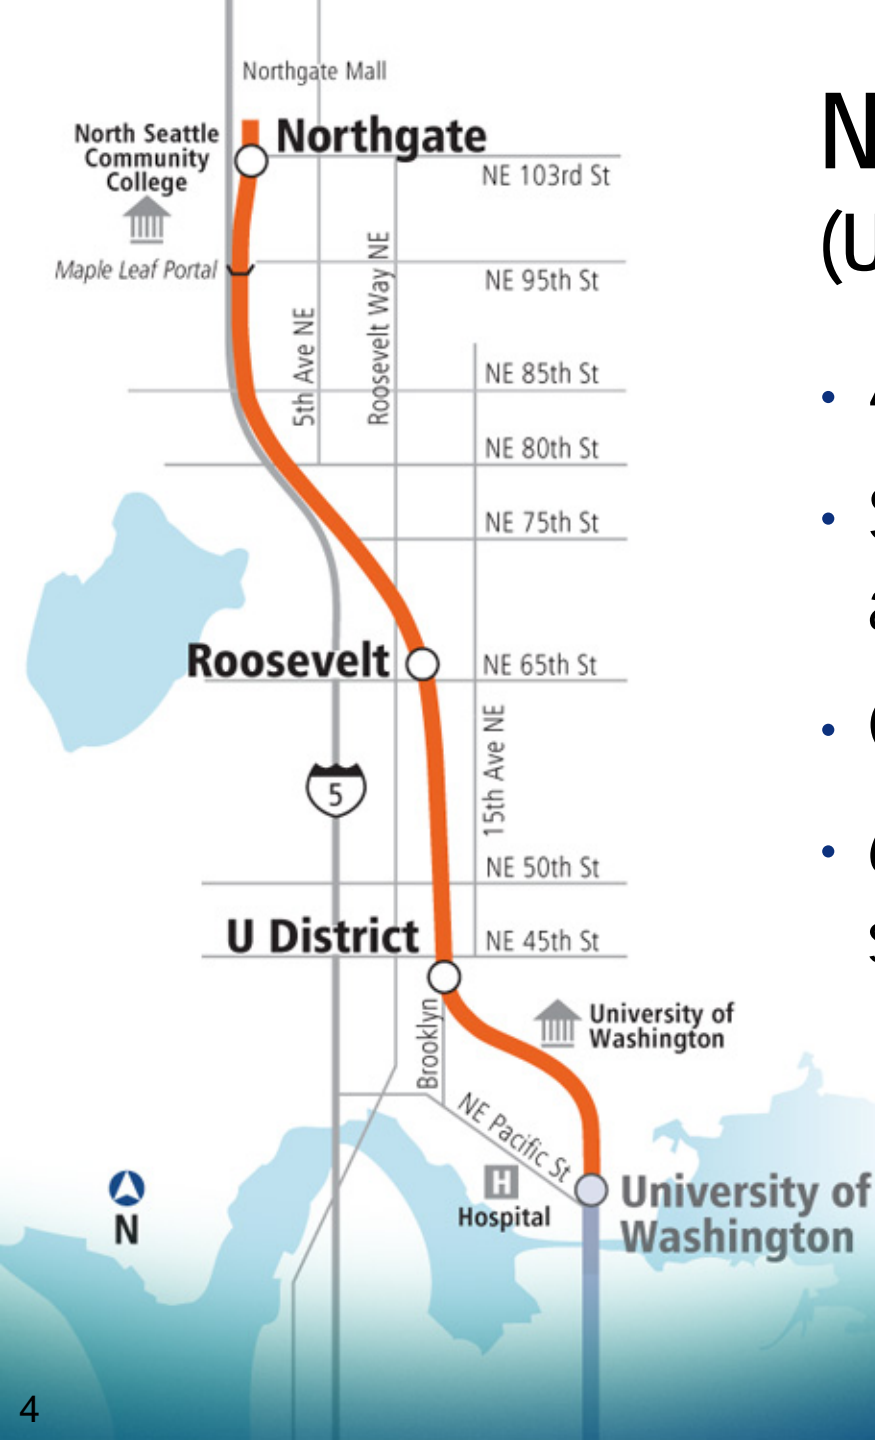 Northgate Mall
North Seattle
Community
College
Northgate
NE 103rd St
Maple Leaf Portal
Roosevelt Way NE
NE 95th St
5th Ave NE
NE 85th St
NE 80th St
NE 75th St
Roosevelt
NE 65th St
15th Ave NE
5
NE 50th St
U District
NE 45th St
Brooklyn
University of
Washington
NE Pacific St
H
Hospital
University of
Washington
N
4
N
(U